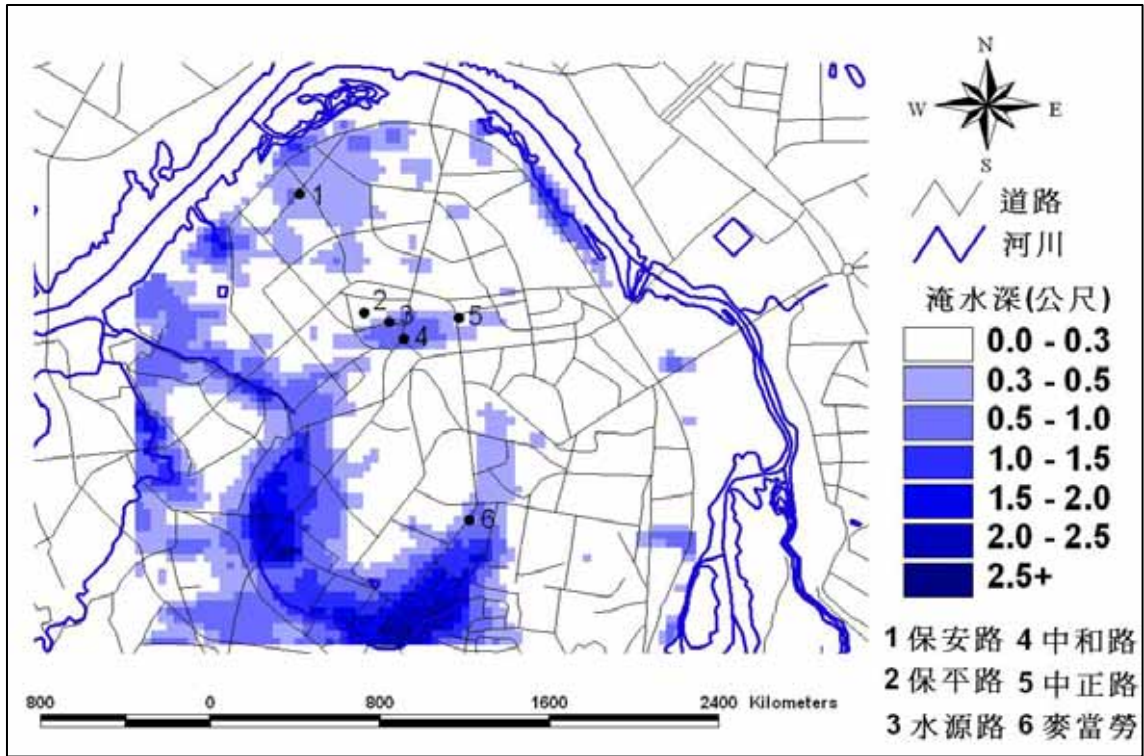 N
W E
S
道路
河川
淹水深(公尺)
0.0 - 0.3
0.3 - 0.5
0.5 - 1.0
1.0 - 1.5
1.5 - 2.0
2.0 - 2.5
2.5+
1
2
3
4
5
6
1 保安路 4 中和路
2 保平路 5 中正路
3 水源路 6 麥當勞
800 0 800 1600 2400 Kilometers